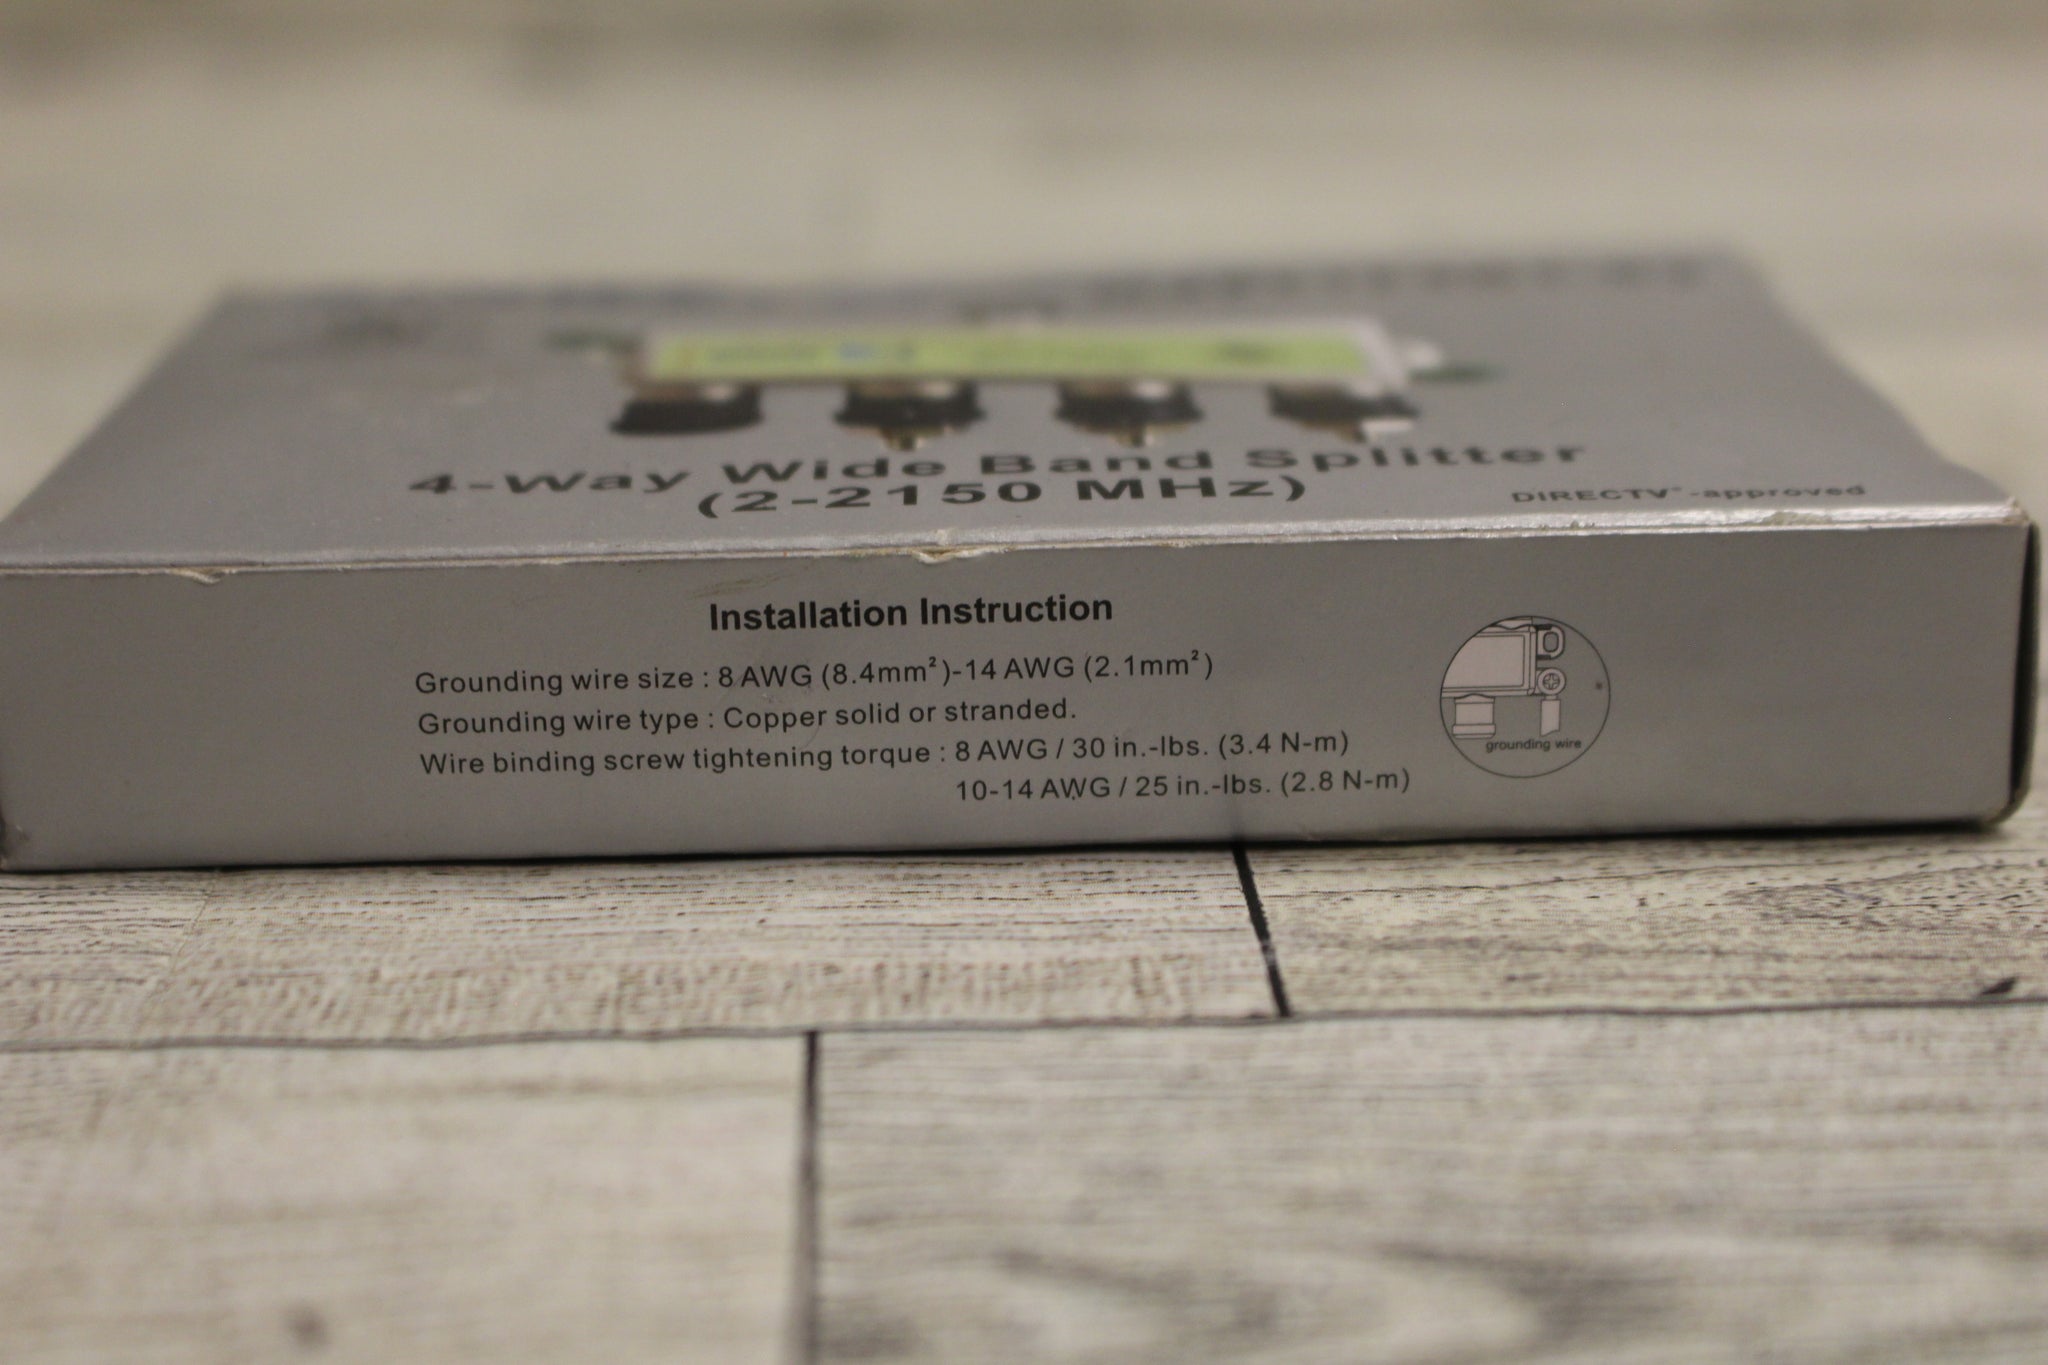 4-Way Wide Band Splitter
(2-2150 MHz)
DIRECTV®-approved
Installation Instruction
Grounding wire size : 8 AWG (8.4mm²)-14 AWG (2.1mm²)
Grounding wire type : Copper solid or stranded.
Wire binding screw tightening torque : 8 AWG / 30 in.-lbs. (3.4 N-m)
10-14 AWG / 25 in.-lbs. (2.8 N-m)
grounding wire